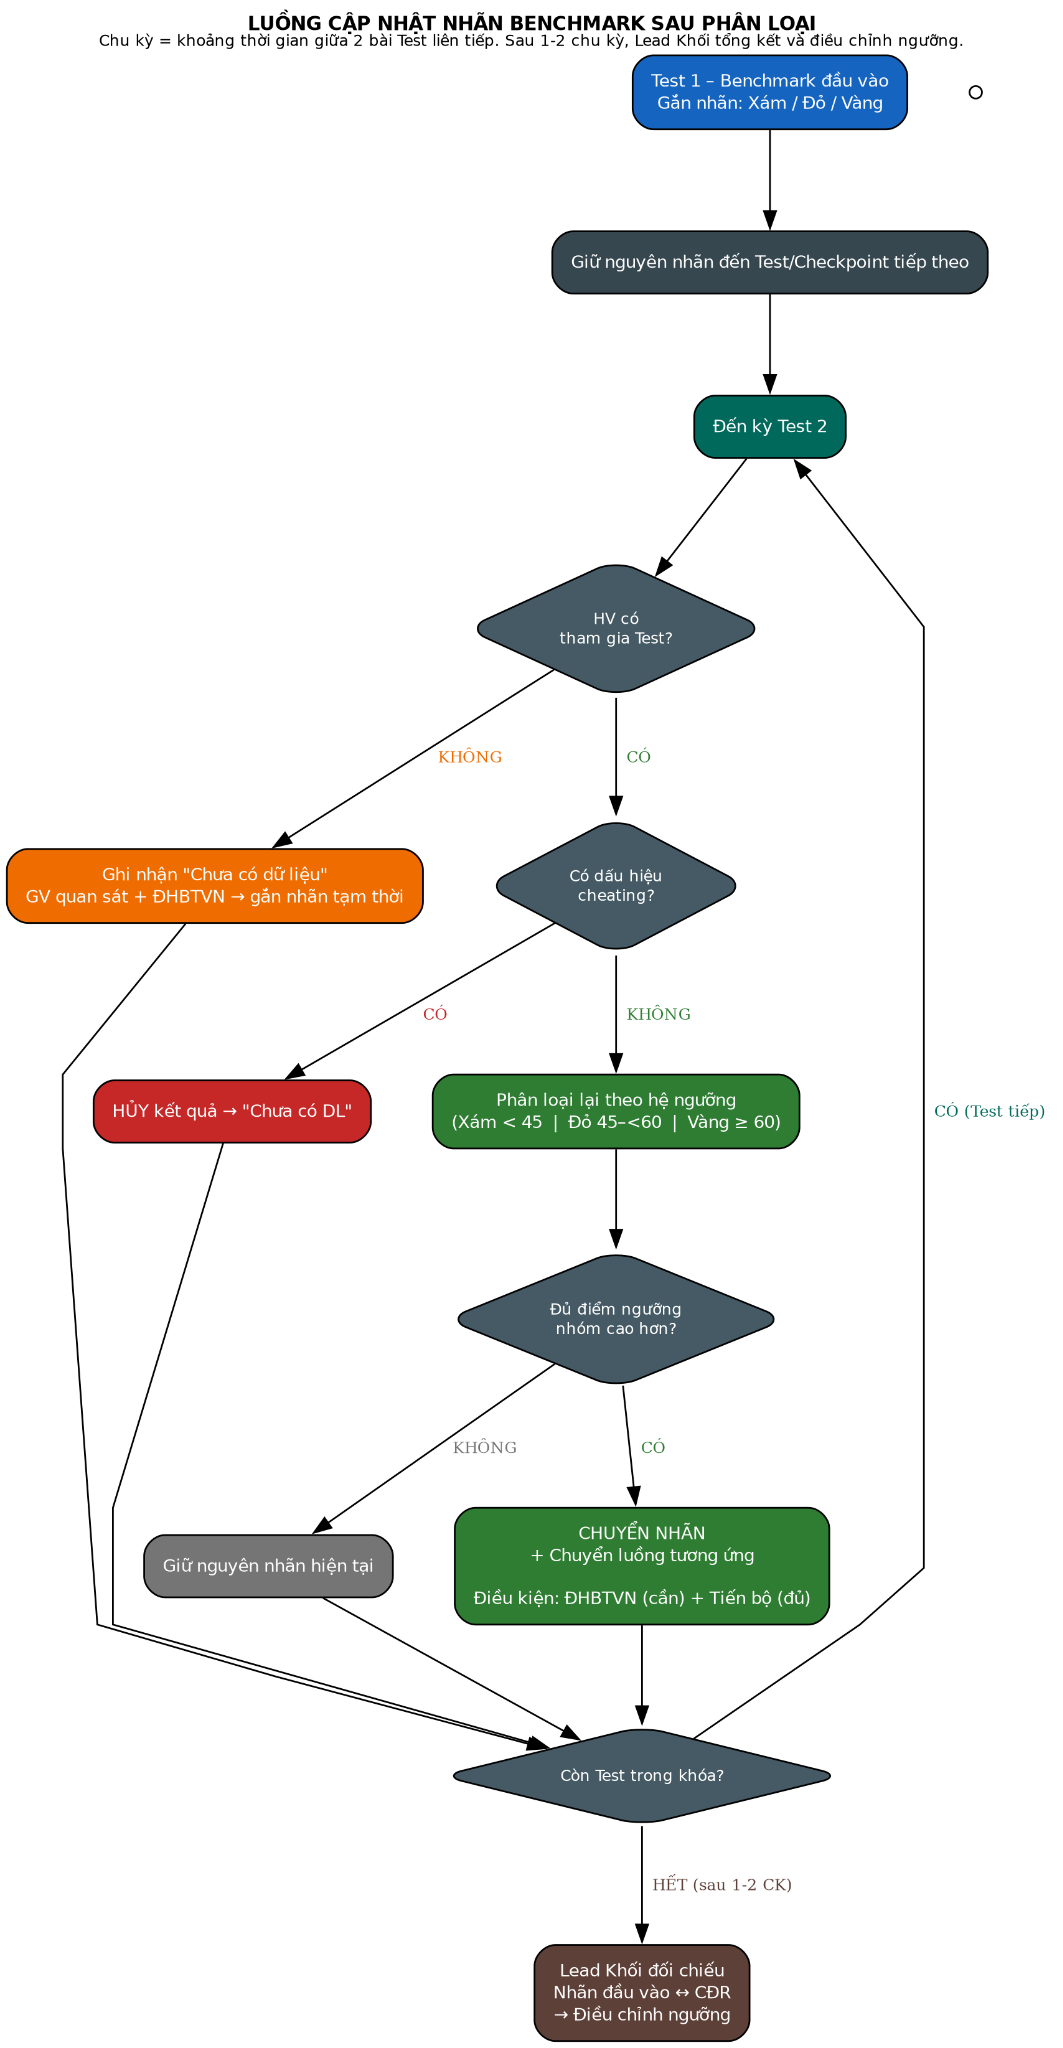 LUỒNG CẬP NHẬT NHÃN BENCHMARK SAU PHÂN LOẠI
Chu kỳ = khoảng thời gian giữa 2 bài Test liên tiếp. Sau 1-2 chu kỳ, Lead Khối tổng kết và điều chỉnh ngưỡng.
Test 1 – Benchmark đầu vào
Gắn nhãn: Xám / Đỏ / Vàng
Giữ nguyên nhãn đến Test/Checkpoint tiếp theo
Đến kỳ Test 2
HV có
tham gia Test?
KHÔNG
CÓ
Ghi nhận "Chưa có dữ liệu"
GV quan sát + ĐHBTVN → gắn nhãn tạm thời
Có dấu hiệu
cheating?
CÓ
KHÔNG
HỦY kết quả → "Chưa có DL"
Phân loại lại theo hệ ngưỡng
(Xám < 45 | Đỏ 45–<60 | Vàng ≥ 60)
CÓ (Test tiếp)
Đủ điểm ngưỡng
nhóm cao hơn?
KHÔNG
CÓ
Giữ nguyên nhãn hiện tại
CHUYỂN NHÃN
+ Chuyển luồng tương ứng
Điều kiện: ĐHBTVN (cần) + Tiến bộ (đủ)
Còn Test trong khóa?
HẾT (sau 1-2 CK)
Lead Khối đối chiếu
Nhãn đầu vào ↔ CĐR
→ Điều chỉnh ngưỡng